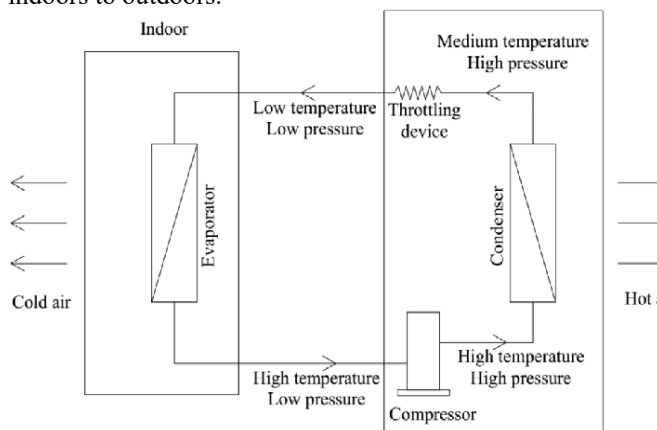 indoors to outdoors.
Indoor
Medium temperature
High pressure
Low temperature
Low pressure
Throttling
device
Evaporator
Condenser
Cold air
Hot
High temperature
Low pressure
High temperature
High pressure
Compressor